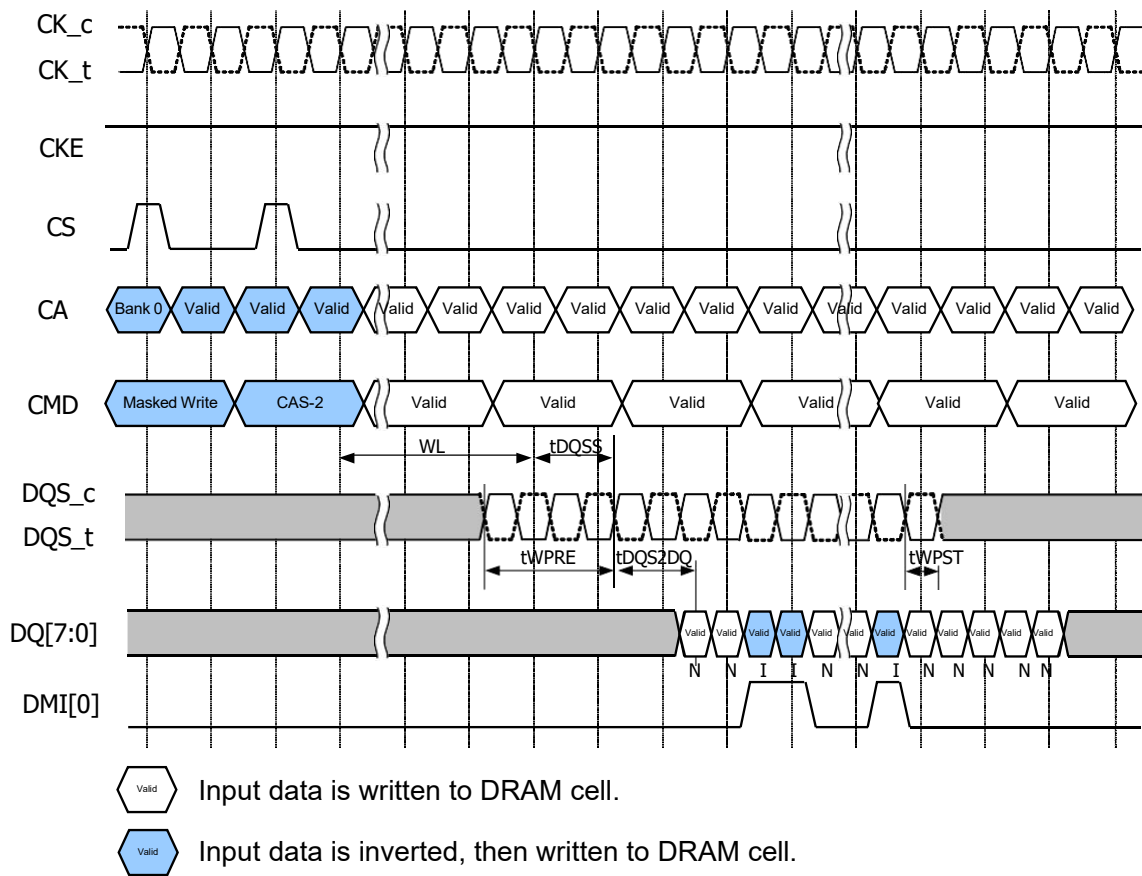 CK_c
CK_t
CKE
CS
CA Bank 0 Valid Valid Valid Valid Valid Valid Valid Valid Valid Valid Valid Valid Valid Valid Valid
CMD Masked Write CAS-2 Valid Valid Valid Valid Valid Valid
WL tDQSS
DQS_c
DQS_t
tWPRE tDQS2DQ tWPST
DQ[7:0] Valid Valid Valid Valid Valid Valid Valid Valid Valid Valid Valid Valid
N N I I N N I N N N N N
DMI[0]
Valid Input data is written to DRAM cell.
Valid Input data is inverted, then written to DRAM cell.